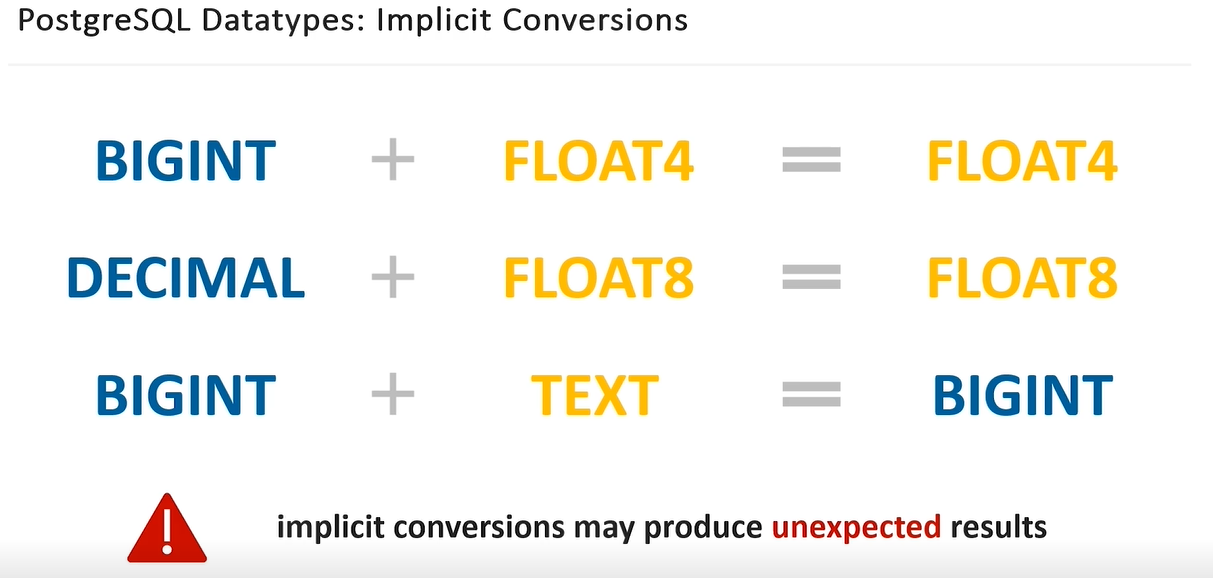 PostgreSQL Datatypes: Implicit Conversions
BIGINT + FLOAT4 = FLOAT4
DECIMAL + FLOAT8 = FLOAT8
BIGINT + TEXT = BIGINT
implicit conversions may produce unexpected results